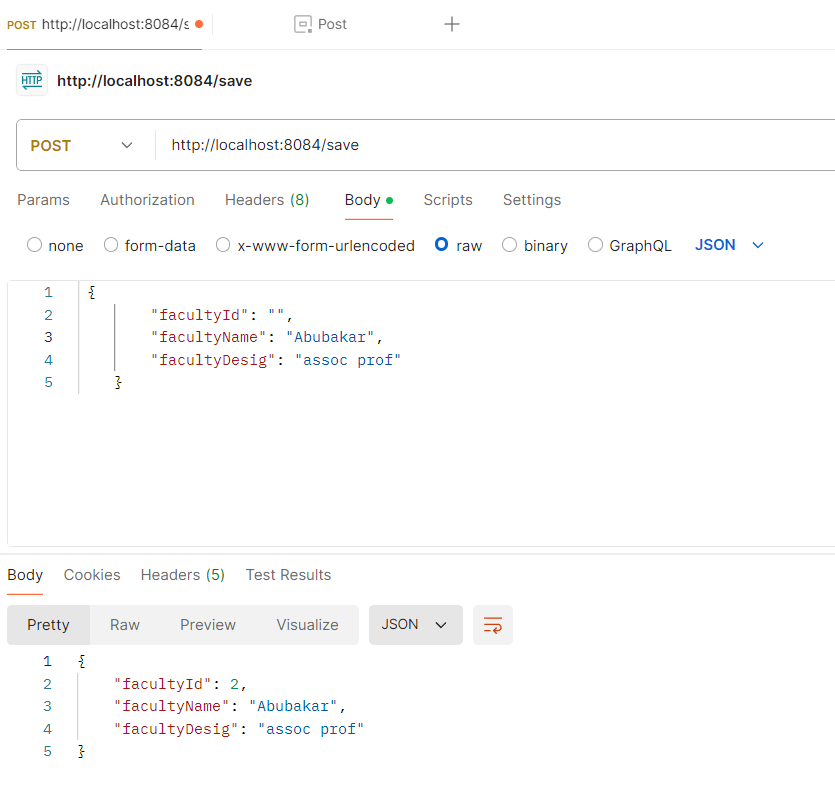 POST http://localhost:8084/s Post
HTTP http://localhost:8084/save
POST http://localhost:8084/save
Params Authorization Headers (8) Body Scripts Settings
none form-data x-www-form-urlencoded raw binary GraphQL JSON
1 {
2 "facultyId": "",
3 "facultyName": "Abubakar",
4 "facultyDesig": "assoc prof"
5 }
Body Cookies Headers (5) Test Results
Pretty Raw Preview Visualize JSON
1 {
2 "facultyId": 2,
3 "facultyName": "Abubakar",
4 "facultyDesig": "assoc prof"
5 }